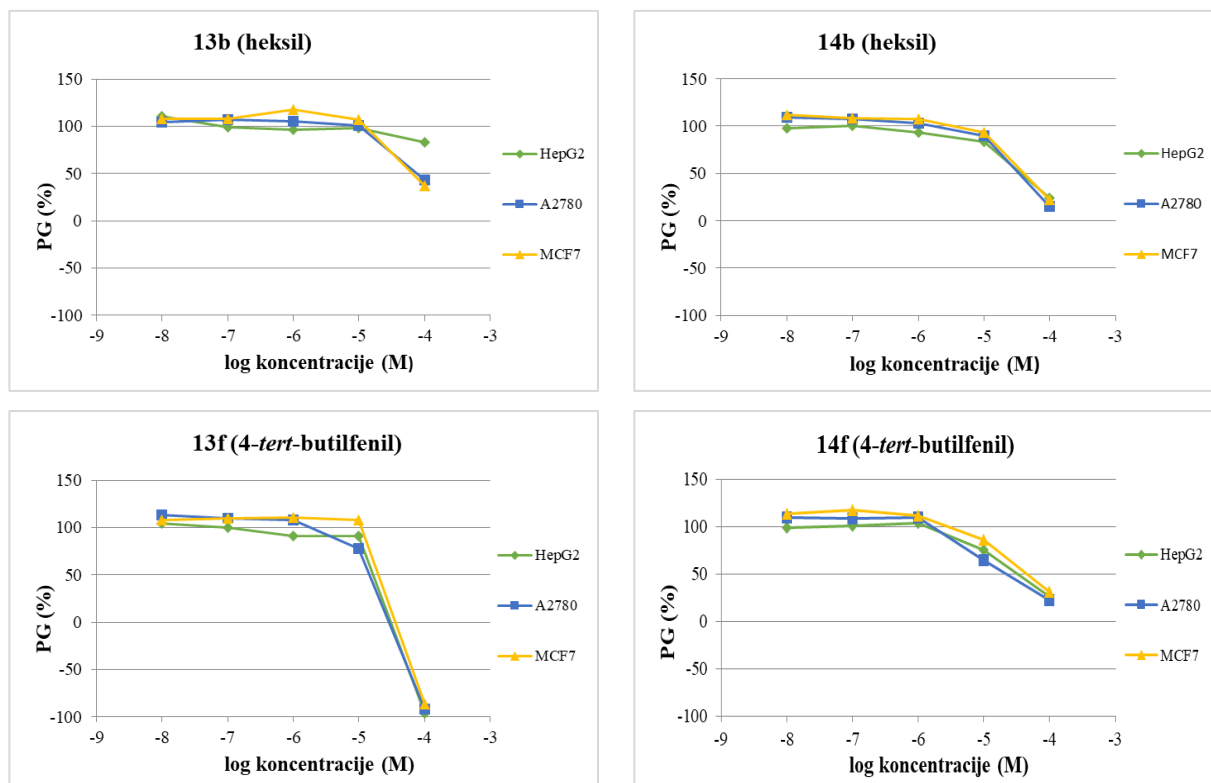 13b (heksil)
150
100
50
0
-50
-100
PG (%)
-9 -8 -7 -6 -5 -4 -3
log koncentracije (M)
HepG2
A2780
MCF7
14b (heksil)
150
100
50
0
-50
-100
PG (%)
-9 -8 -7 -6 -5 -4 -3
log koncentracije (M)
HepG2
A2780
MCF7
13f (4-tert-butilfenil)
150
100
50
0
-50
-100
PG (%)
-9 -8 -7 -6 -5 -4 -3
log koncentracije (M)
HepG2
A2780
MCF7
14f (4-tert-butilfenil)
150
100
50
0
-50
-100
PG (%)
-9 -8 -7 -6 -5 -4 -3
log koncentracije (M)
HepG2
A2780
MCF7